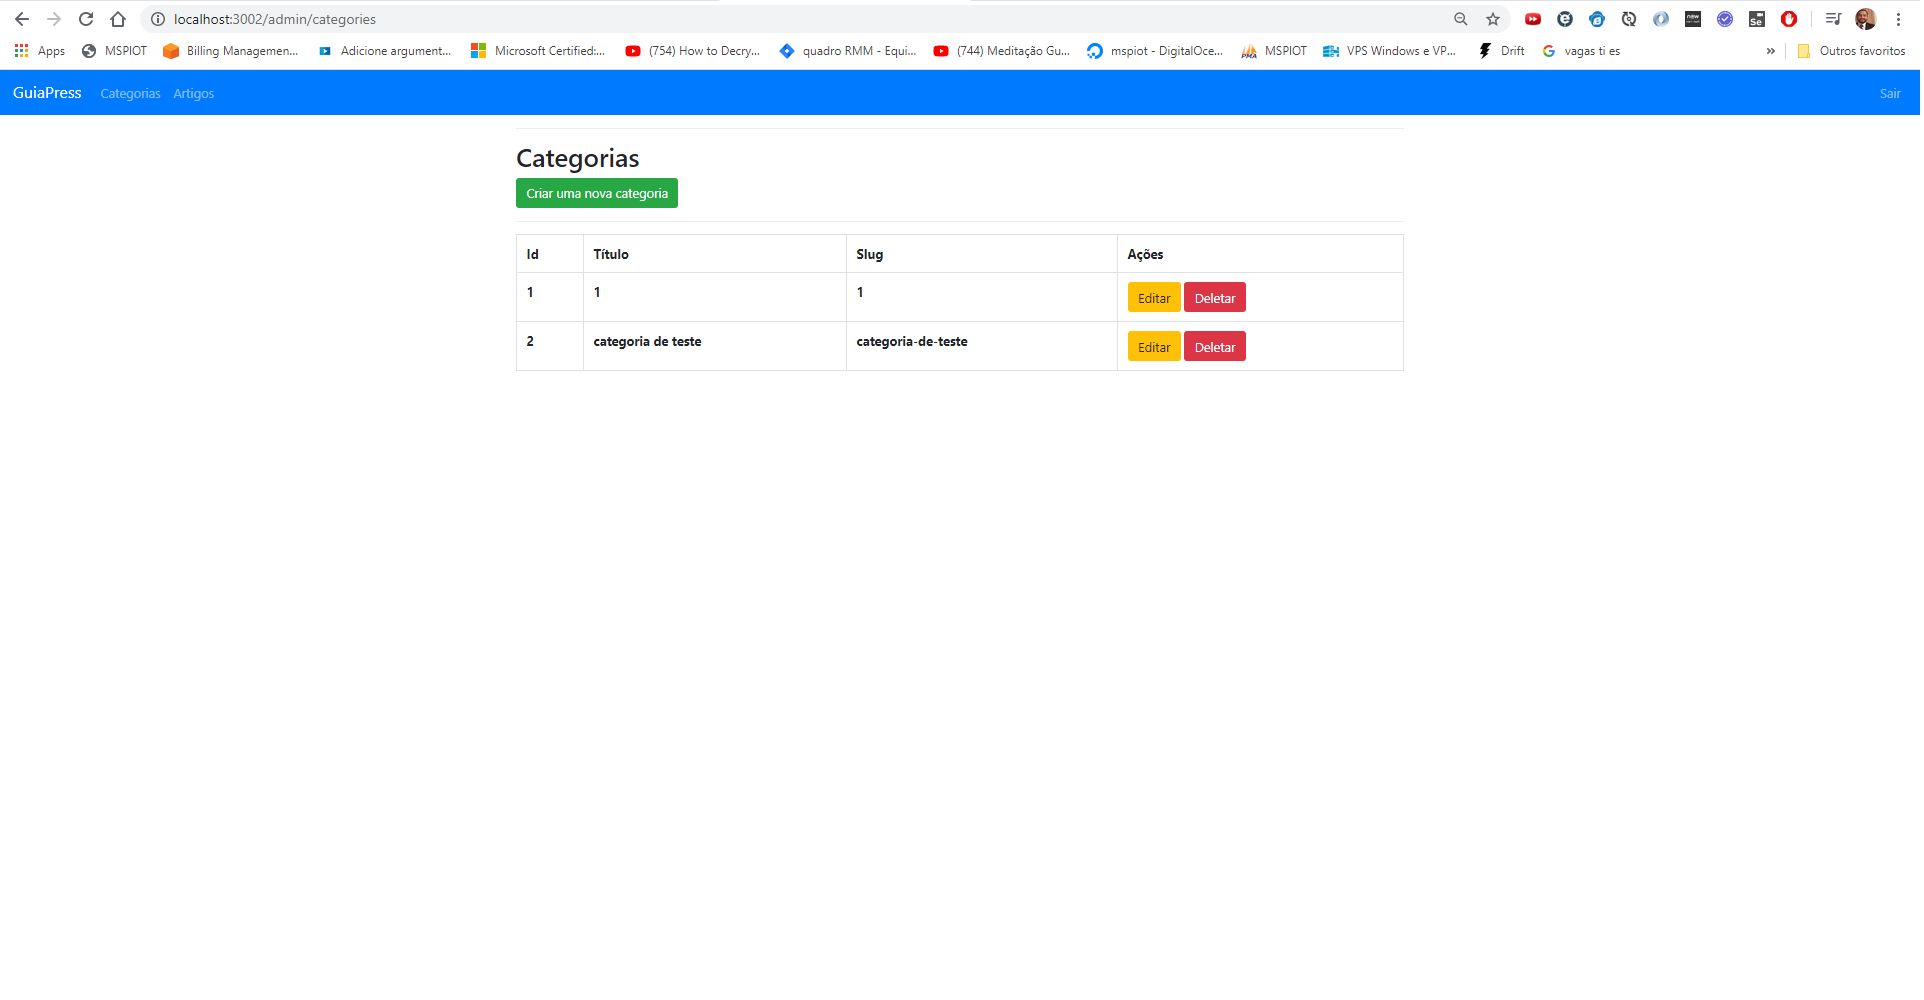 localhost:3002/admin/categories
Apps MSPIOT Billing Managemen... Adicione argument... Microsoft Certified:... (754) How to Decry... quadro RMM - Equi... (744) Meditação Gu... mspiot - DigitalOce... MSPIOT VPS Windows e VP... Drift vagas ti es » Outros favoritos
GuiaPress Categorias Artigos Sair
Categorias
Criar uma nova categoria
Id Título Slug Ações
1 1 1 Editar Deletar
2 categoria de teste categoria-de-teste Editar Deletar